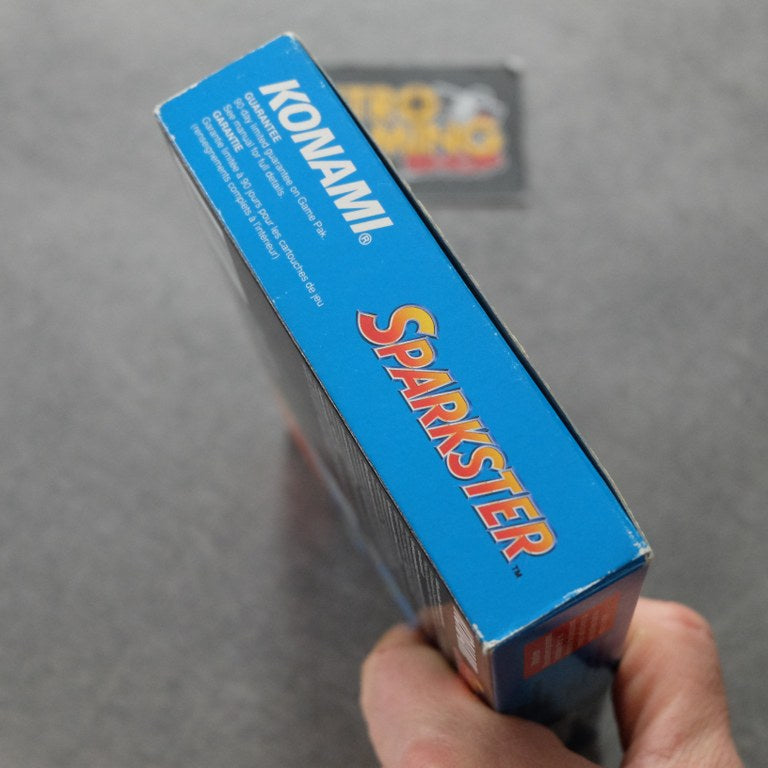 KONAMI®
GUARANTEE
90 day limited guarantee on Game Pak.
See manual for full details.
GARANTIE
Garantie limitée à 90 jours pour les cartouches de jeu
(renseignements complets à l'intérieur)
SPARKSTER™